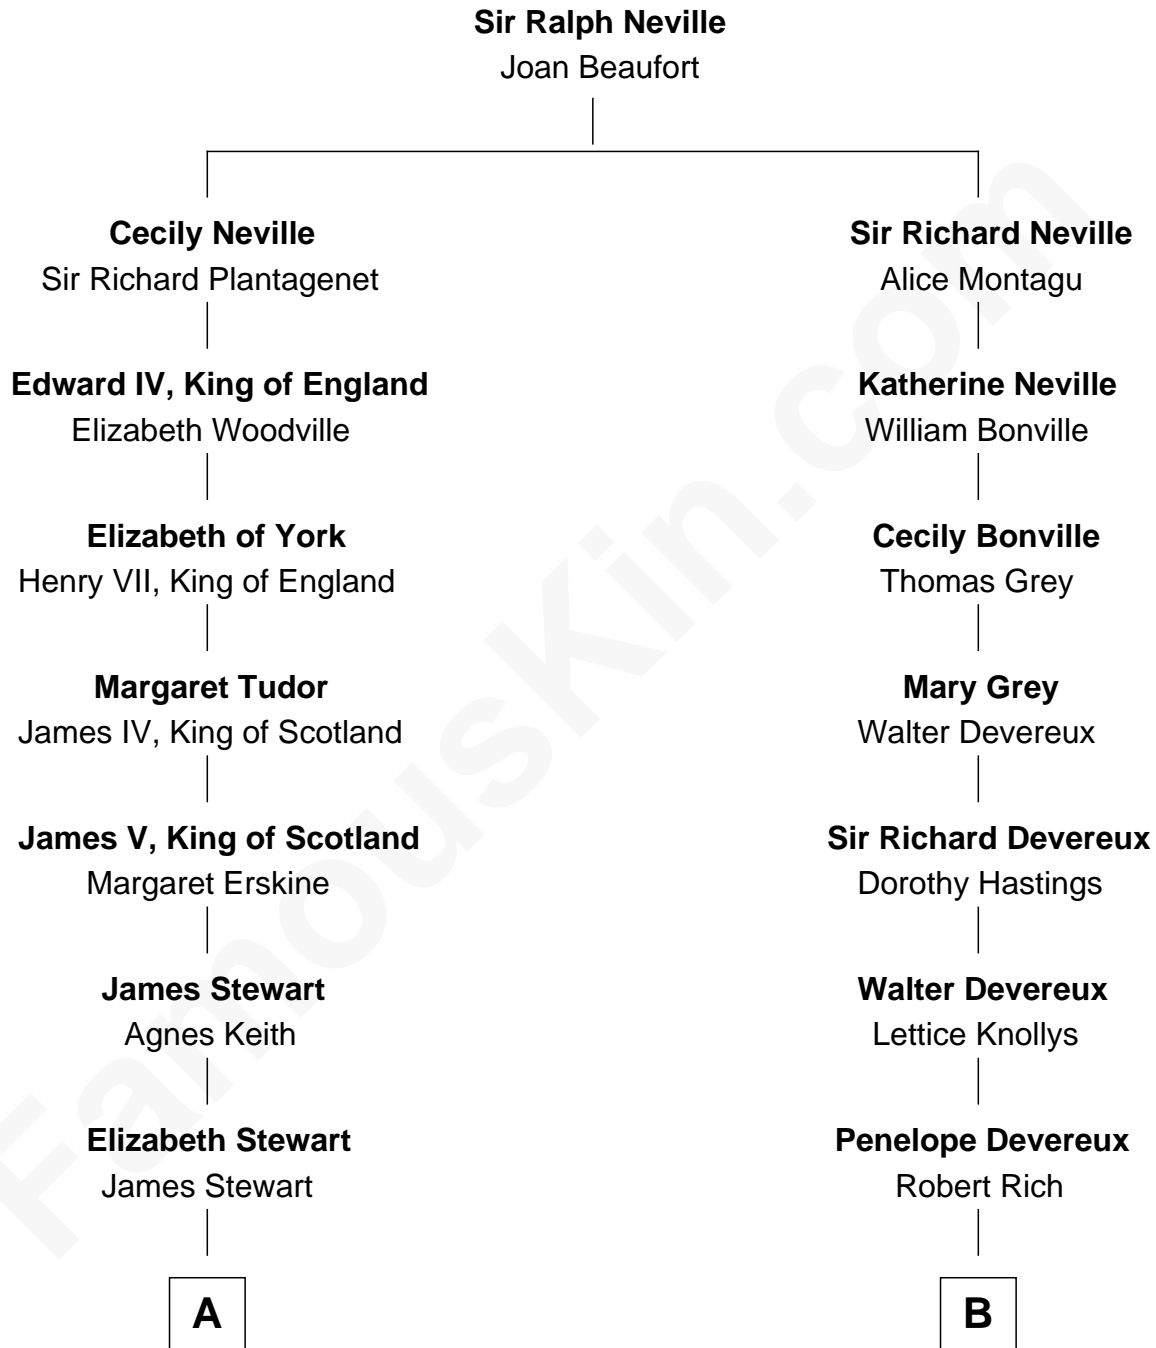 Sir Ralph Neville
Joan Beaufort
Cecily Neville
Sir Richard Plantagenet
Sir Richard Neville
Alice Montagu
Edward IV, King of England
Elizabeth Woodville
Katherine Neville
William Bonville
Elizabeth of York
Henry VII, King of England
Cecily Bonville
Thomas Grey
Margaret Tudor
James IV, King of Scotland
Mary Grey
Walter Devereux
James V, King of Scotland
Margaret Erskine
Sir Richard Devereux
Dorothy Hastings
James Stewart
Agnes Keith
Walter Devereux
Lettice Knollys
Elizabeth Stewart
James Stewart
Penelope Devereux
Robert Rich
A
B
FamousKin.com